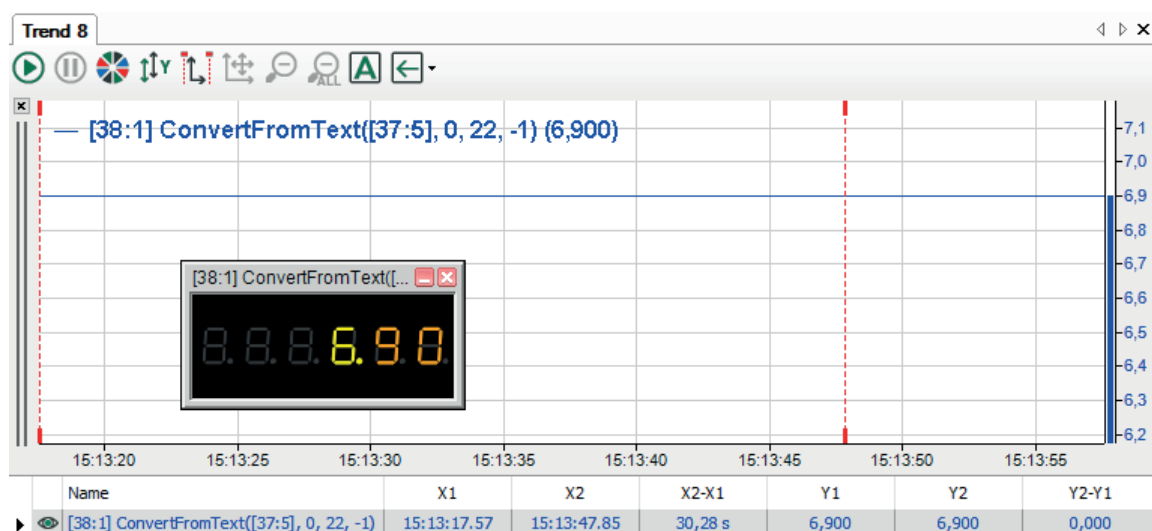 Trend 8
Y
ALL
A
[38:1] ConvertFromText([37:5], 0, 22, -1) (6,900)
7,1
7,0
6,9
6,8
6,7
6,6
6,5
6,4
6,3
6,2
[38:1] ConvertFromText([...
6.90
15:13:20 15:13:25 15:13:30 15:13:35 15:13:40 15:13:45 15:13:50 15:13:55
Name X1 X2 X2-X1 Y1 Y2 Y2-Y1
[38:1] ConvertFromText([37:5], 0, 22, -1) 15:13:17.57 15:13:47.85 30,28 s 6,900 6,900 0,000